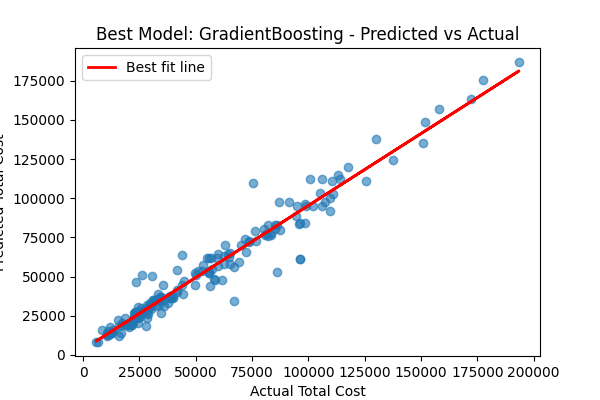 Best Model: GradientBoosting - Predicted vs Actual
Best fit line
175000
150000
125000
100000
75000
50000
25000
0
Predicted Total Cost
0 25000 50000 75000 100000 125000 150000 175000 200000
Actual Total Cost